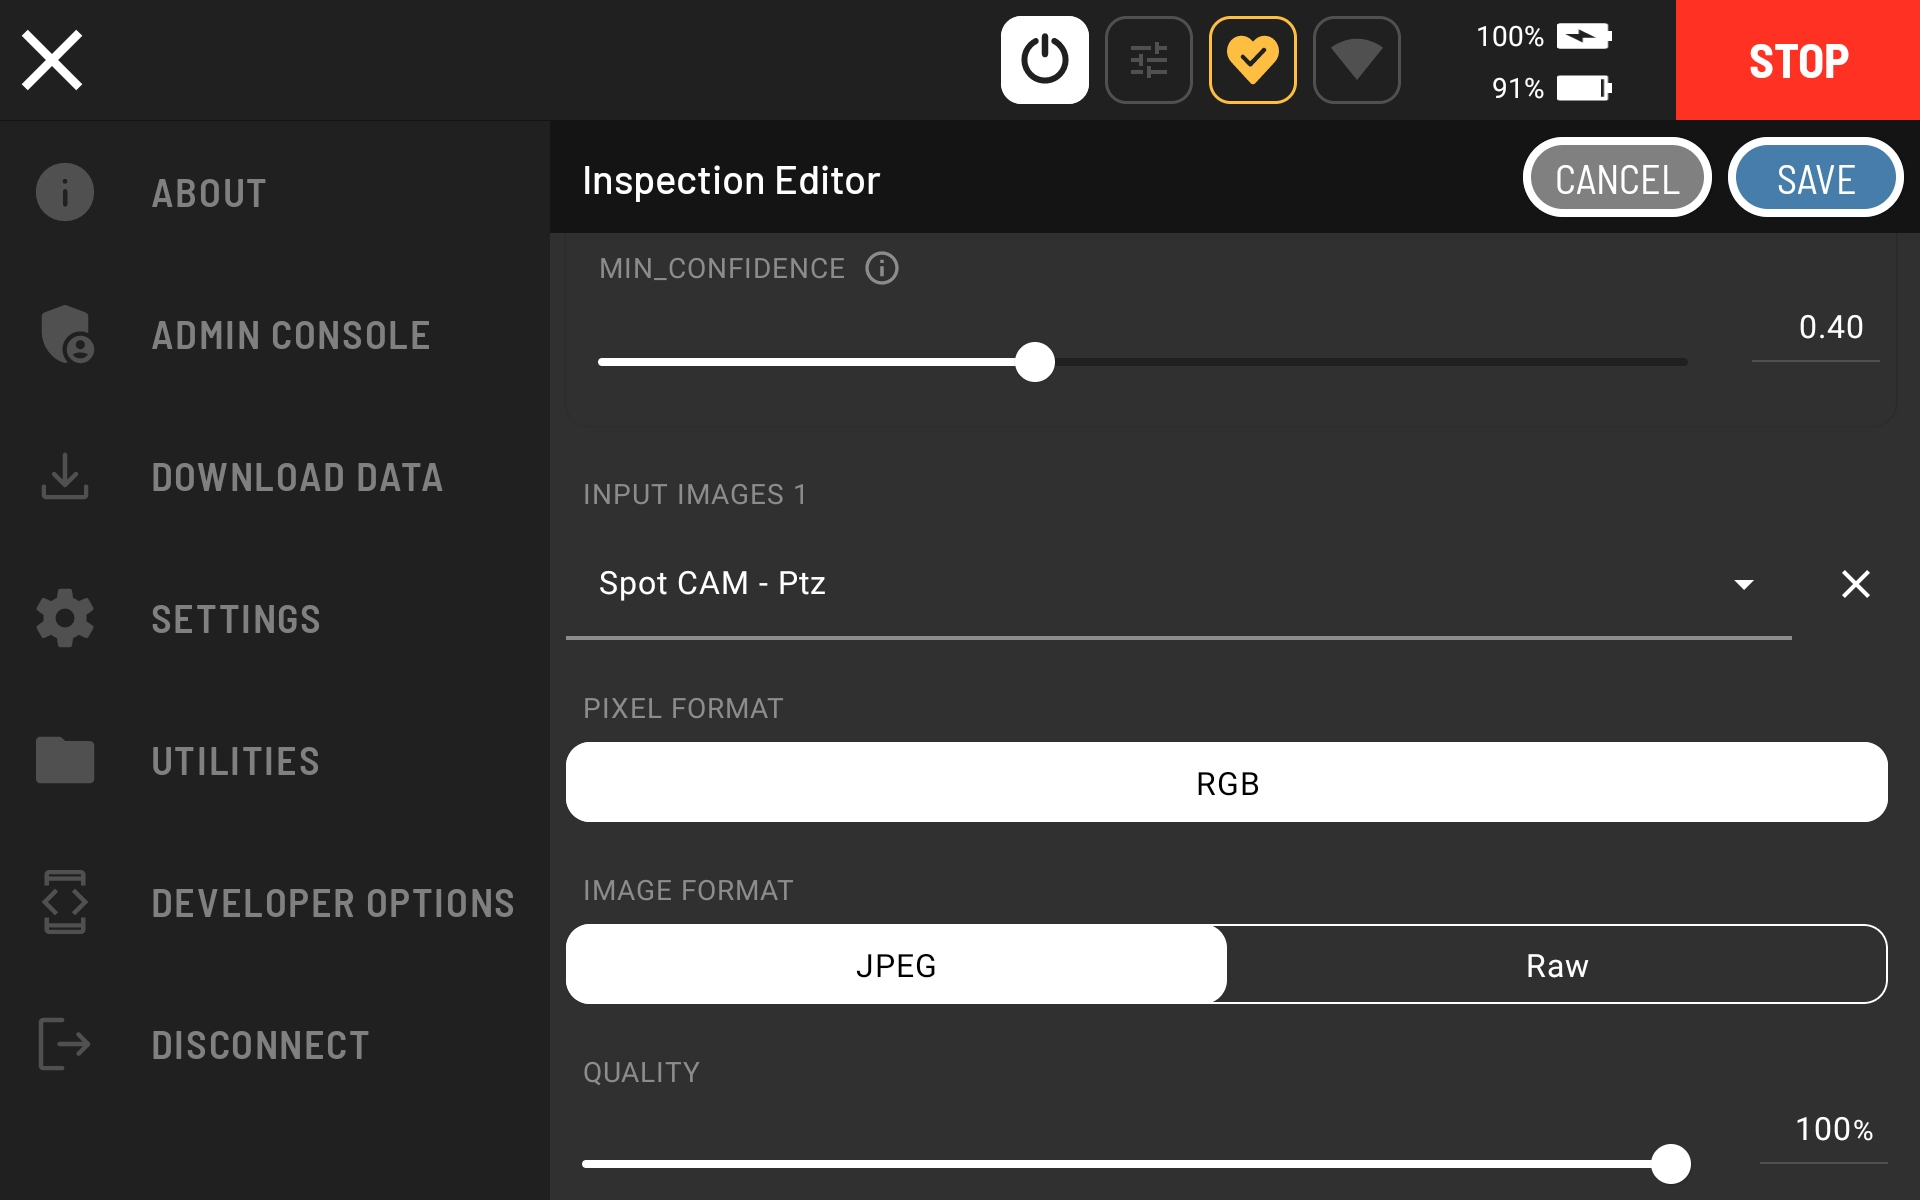 100%
91%
STOP
ABOUT
ADMIN CONSOLE
DOWNLOAD DATA
SETTINGS
UTILITIES
DEVELOPER OPTIONS
DISCONNECT
Inspection Editor
CANCEL
SAVE
MIN_CONFIDENCE
0.40
INPUT IMAGES 1
Spot CAM - Ptz
PIXEL FORMAT
RGB
IMAGE FORMAT
JPEG
Raw
QUALITY
100%